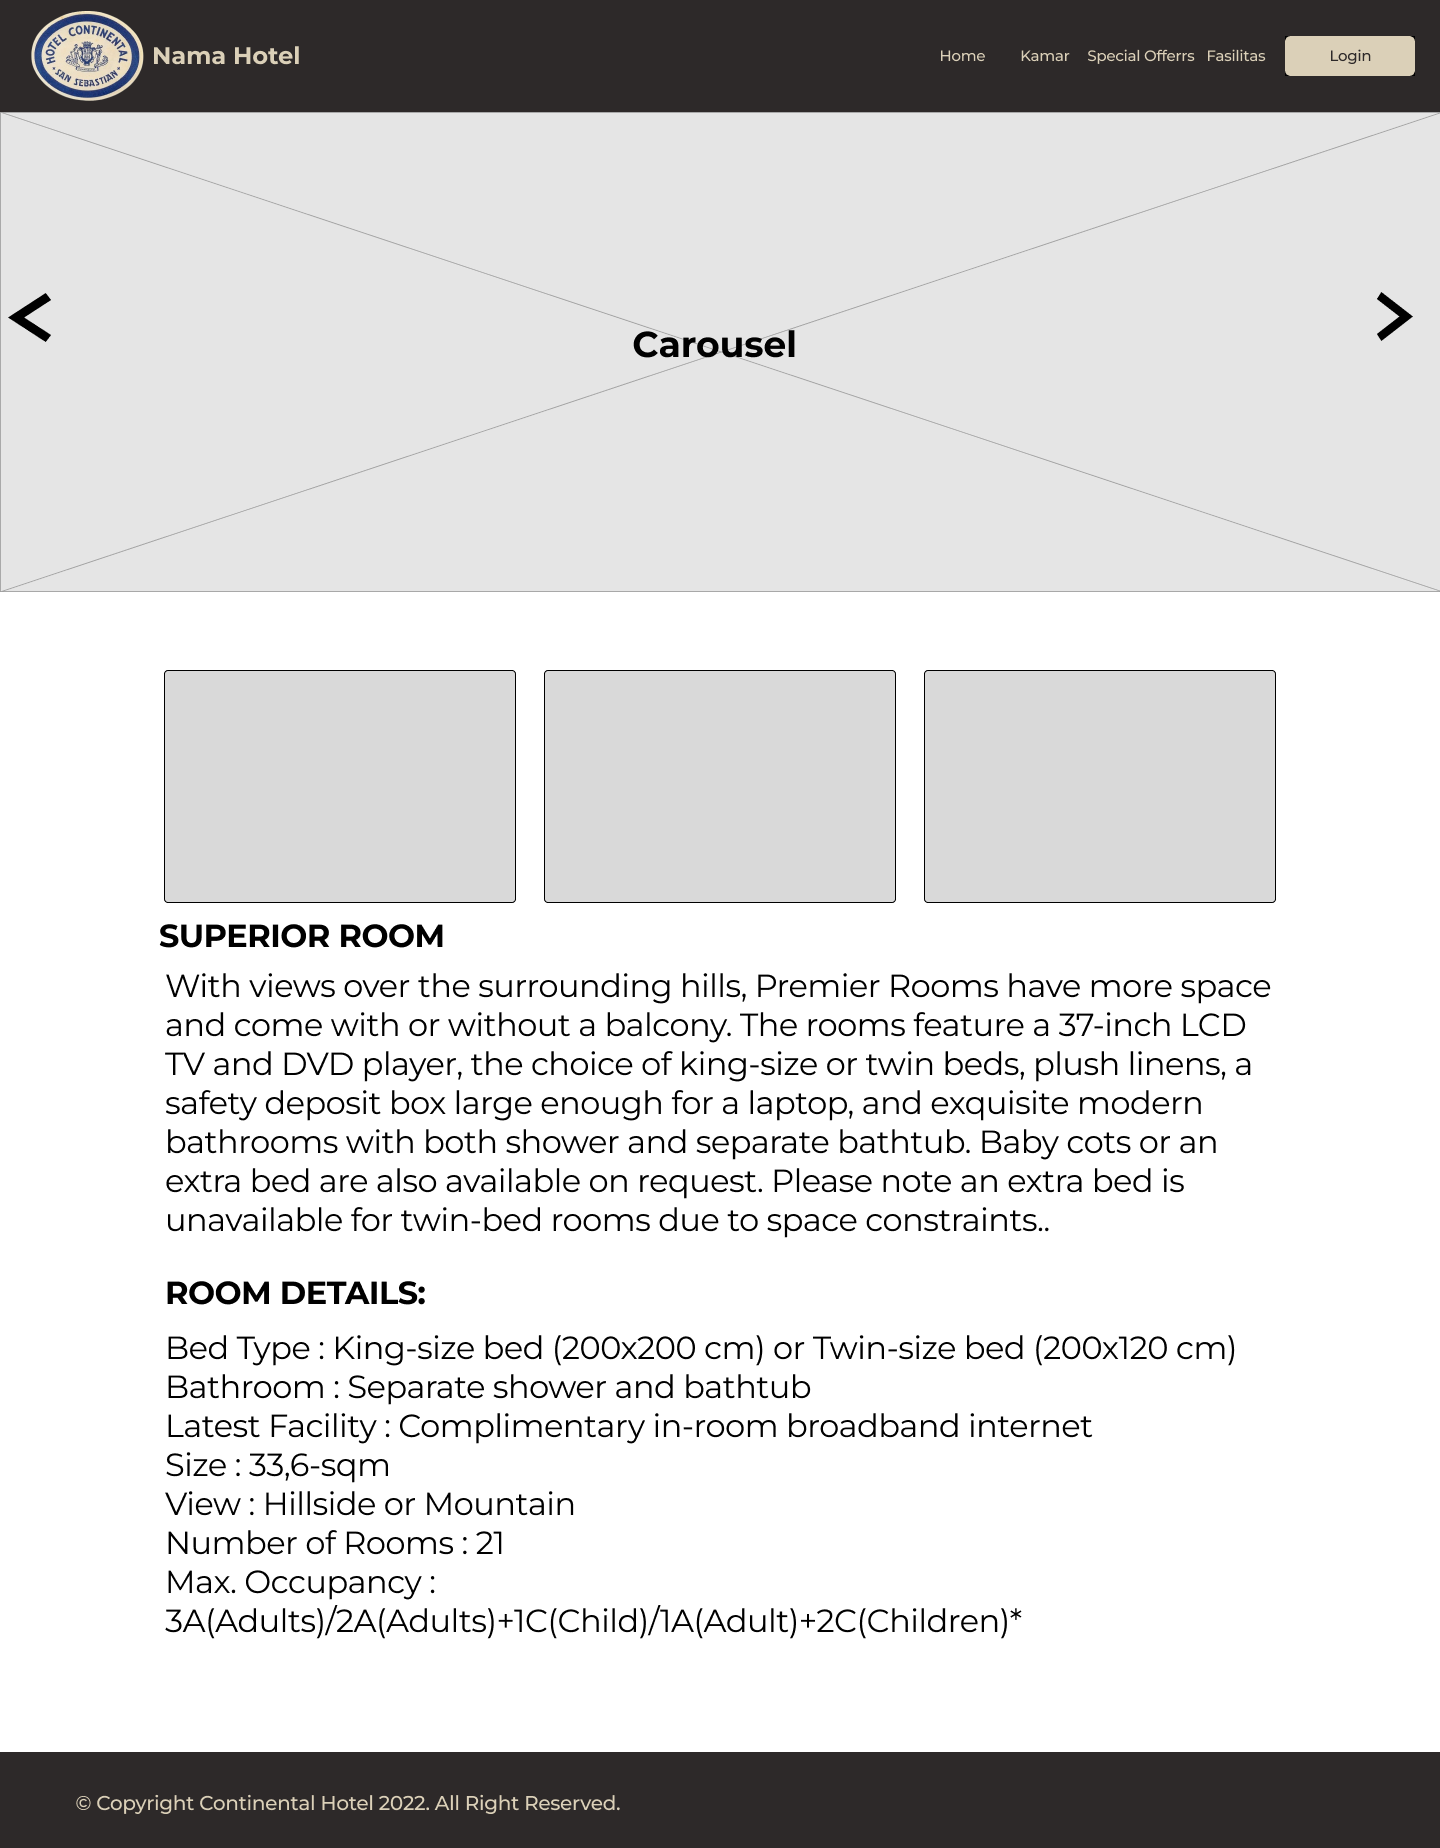 HOTEL CONTINENTAL
SAN SEBASTIAN
Nama Hotel
Home Kamar Special Offerrs Fasilitas Login
Carousel
SUPERIOR ROOM
With views over the surrounding hills, Premier Rooms have more space
and come with or without a balcony. The rooms feature a 37-inch LCD
TV and DVD player, the choice of king-size or twin beds, plush linens, a
safety deposit box large enough for a laptop, and exquisite modern
bathrooms with both shower and separate bathtub. Baby cots or an
extra bed are also available on request. Please note an extra bed is
unavailable for twin-bed rooms due to space constraints..
ROOM DETAILS:
Bed Type : King-size bed (200x200 cm) or Twin-size bed (200x120 cm)
Bathroom : Separate shower and bathtub
Latest Facility : Complimentary in-room broadband internet
Size : 33,6-sqm
View : Hillside or Mountain
Number of Rooms : 21
Max. Occupancy :
3A(Adults)/2A(Adults)+1C(Child)/1A(Adult)+2C(Children)*
© Copyright Continental Hotel 2022. All Right Reserved.